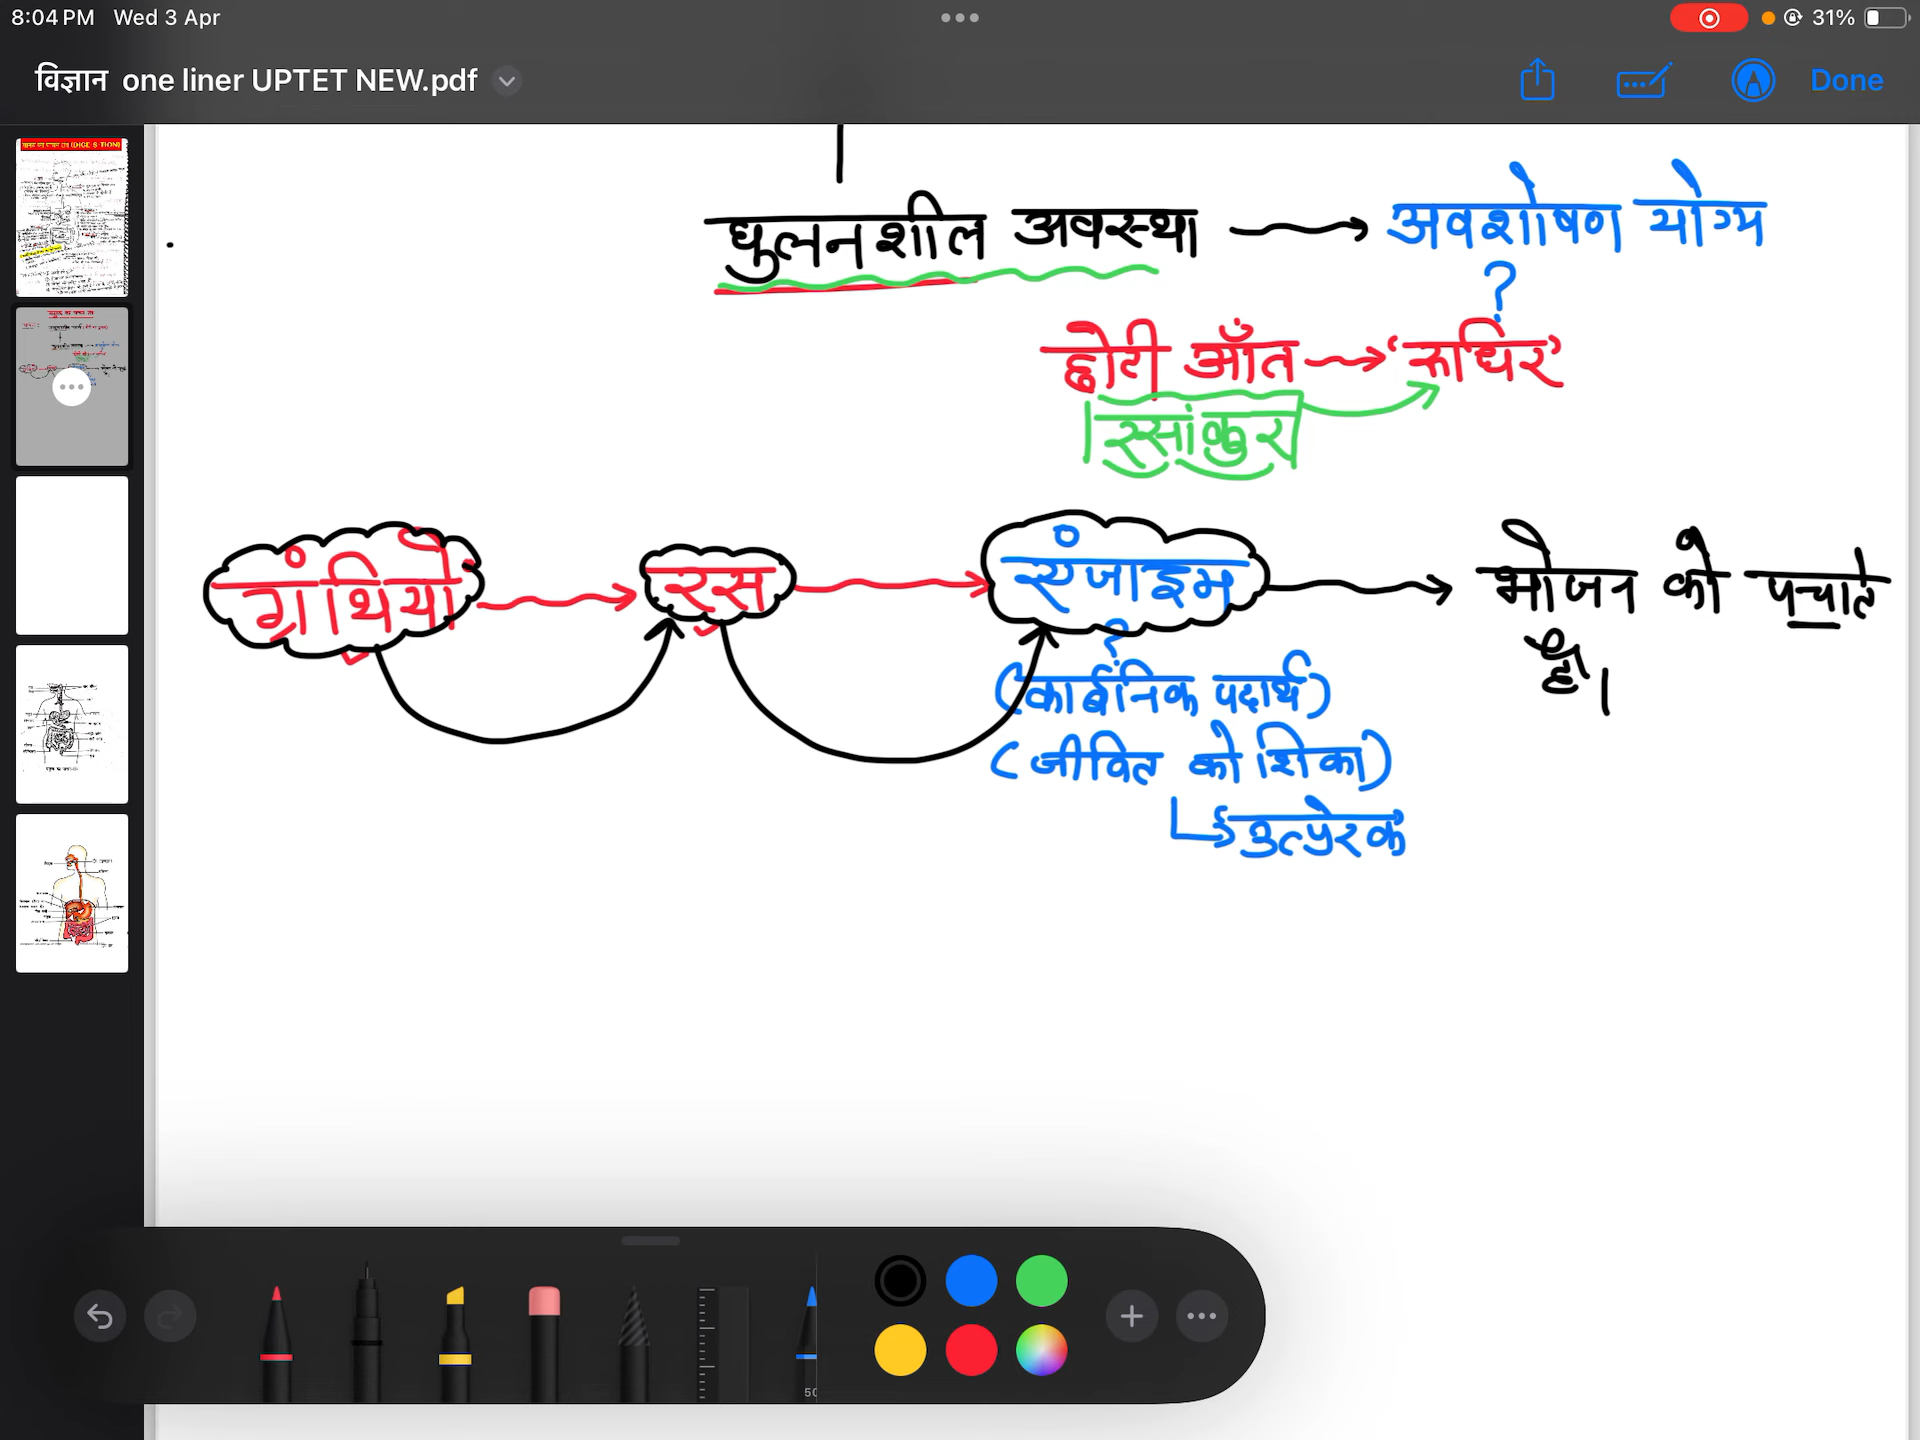 8:04 PM Wed 3 Apr
31%
विज्ञान one liner UPTET NEW.pdf
Done
घुलनशील अवस्था → अवशोषण योग्य
?
छोटी आँत → 'रूधिर'
रसांकुर
ग्रंथियों → रस → एंजाइम → भोजन को पचाते
है।
?
(कार्बनिक पदार्थ)
(जीवित कोशिका)
उत्प्रेरक
50